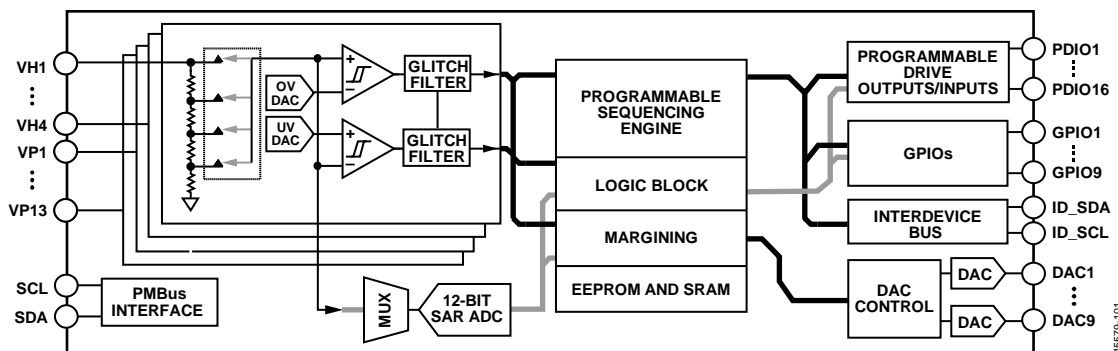 VH1
VH4
VP1
VP13
SCL
SDA
PMBus
INTERFACE
OV
DAC
UV
DAC
+
−
+
−
GLITCH
FILTER
GLITCH
FILTER
MUX
12-BIT
SAR ADC
PROGRAMMABLE
SEQUENCING
ENGINE
LOGIC BLOCK
MARGINING
EEPROM AND SRAM
PROGRAMMABLE
DRIVE
OUTPUTS/INPUTS
GPIOs
INTERDEVICE
BUS
DAC
CONTROL
DAC
DAC
PDIO1
PDIO16
GPIO1
GPIO9
ID_SDA
ID_SCL
DAC1
DAC9